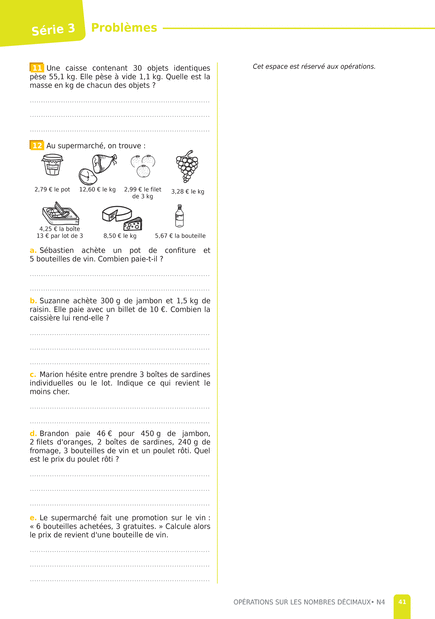 Série 3
Problèmes
11 Une caisse contenant 30 objets identiques
pèse 55,1 kg. Elle pèse à vide 1,1 kg. Quelle est la
masse en kg de chacun des objets ?
Cet espace est réservé aux opérations.
12 Au supermarché, on trouve :
2,79 € le pot
12,60 € le kg
2,99 € le filet
de 3 kg
3,28 € le kg
4,25 € la boîte
13 € par lot de 3
8,50 € le kg
5,67 € la bouteille
a. Sébastien achète un pot de confiture et
5 bouteilles de vin. Combien paie-t-il ?
b. Suzanne achète 300 g de jambon et 1,5 kg de
raisin. Elle paie avec un billet de 10 €. Combien la
caissière lui rend-elle ?
c. Marion hésite entre prendre 3 boîtes de sardines
individuelles ou le lot. Indique ce qui revient le
moins cher.
d. Brandon paie 46 € pour 450 g de jambon,
2 filets d'oranges, 2 boîtes de sardines, 240 g de
fromage, 3 bouteilles de vin et un poulet rôti. Quel
est le prix du poulet rôti ?
e. Le supermarché fait une promotion sur le vin :
« 6 bouteilles achetées, 3 gratuites. » Calcule alors
le prix de revient d'une bouteille de vin.
OPÉRATIONS SUR LES NOMBRES DÉCIMAUX• N4
41